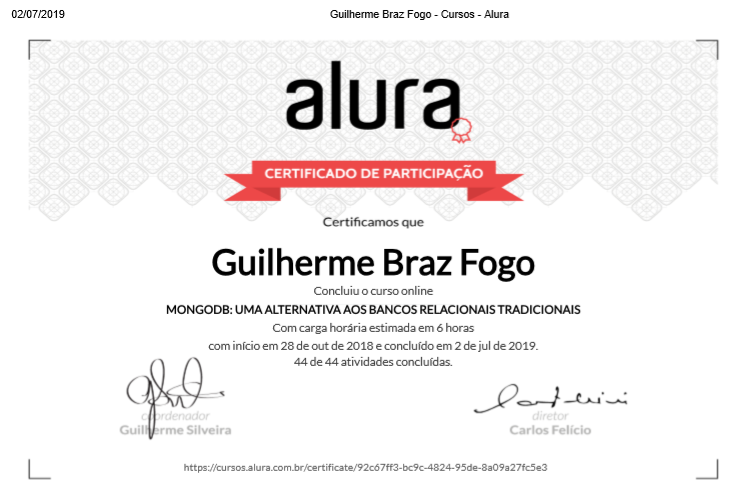 02/07/2019
Guilherme Braz Fogo - Cursos - Alura
alura
CERTIFICADO DE PARTICIPAÇÃO
Certificamos que
Guilherme Braz Fogo
Concluiu o curso online
MONGODB: UMA ALTERNATIVA AOS BANCOS RELACIONAIS TRADICIONAIS
Com carga horária estimada em 6 horas
com início em 28 de out de 2018 e concluído em 2 de jul de 2019.
44 de 44 atividades concluídas.
coordenador
Guilherme Silveira
diretor
Carlos Felício
https://cursos.alura.com.br/certificate/92c67ff3-bc9c-4824-95de-8a09a27fc5e3